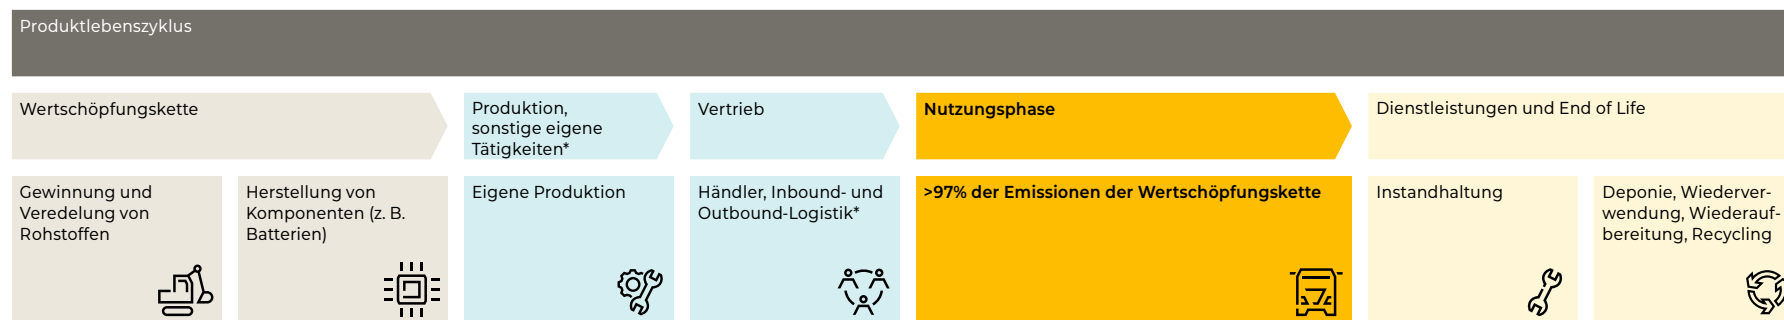 Produktlebenszyklus
Wertschöpfungskette
Produktion,
sonstige eigene
Tätigkeiten*
Vertrieb
Nutzungsphase
Dienstleistungen und End of Life
Gewinnung und
Veredelung von
Rohstoffen
Herstellung von
Komponenten (z. B.
Batterien)
Eigene Produktion
Händler, Inbound- und
Outbound-Logistik*
>97% der Emissionen der Wertschöpfungskette
Instandhaltung
Deponie, Wiederver-
wendung, Wiederauf-
bereitung, Recycling